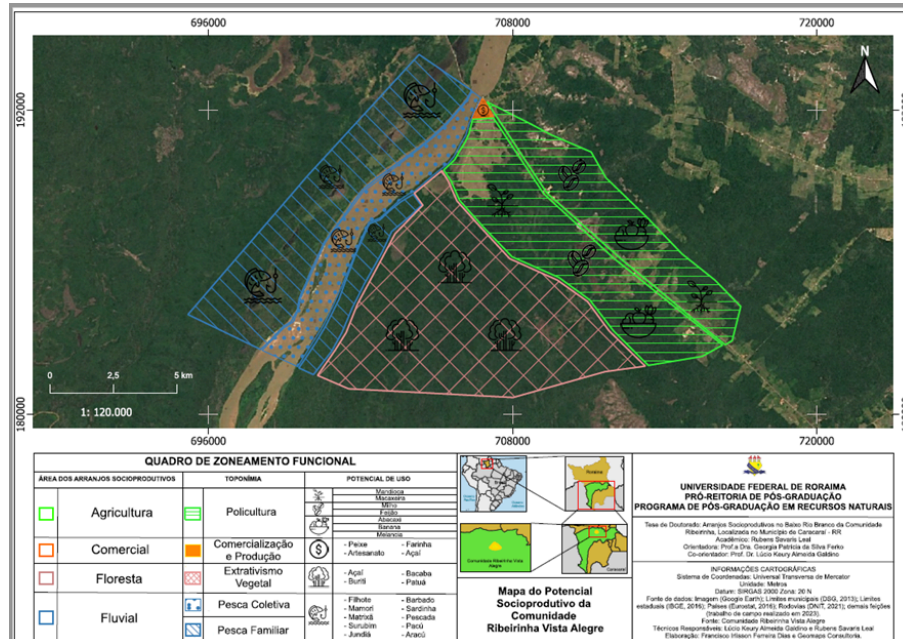 696000 708000 720000
192000
N
0 2,5 5 km
1: 120.000
180000
696000 708000 720000
QUADRO DE ZONEAMENTO FUNCIONAL
ÁREA DOS ARRANJOS SOCIOPRODUTIVOS TOPONÍMIA POTENCIAL DE USO
Agricultura
Policultura
Mandioca
Macaxeira
Milho
Feijão
Abacaxi
Banana
Melancia
Comercial
Comercialização
e Produção
- Peixe - Farinha
- Artesanato - Açaí
Floresta
Extrativismo
Vegetal
- Açaí - Bacaba
- Buriti - Patuá
Fluvial
Pesca Coletiva
Pesca Familiar
- Filhote - Barbado
- Mamori - Sardinha
- Matrixã - Pescada
- Surubim - Pacú
- Jundiá - Aracú
Roraima
Comunidade Ribeirinha Vista Alegre
Caracaraí
Mapa do Potencial
Socioprodutivo da
Comunidade
Ribeirinha Vista Alegre
UNIVERSIDADE FEDERAL DE RORAIMA
PRÓ-REITORIA DE PÓS-GRADUAÇÃO
PROGRAMA DE PÓS-GRADUAÇÃO EM RECURSOS NATURAIS
Tese de Doutorado: Arranjos Socioprodutivos no Baixo Rio Branco da Comunidade
Ribeirinha, Localizada no Município de Caracaraí - RR
Acadêmico: Rubens Savaris Leal
Orientadora: Prof.a Dra. Georgia Patrícia da Silva Ferko
Co-orientador: Prof. Dr. Lúcio Keury Almeida Galdino
INFORMAÇÕES CARTOGRÁFICAS
Sistema de Coordenadas: Universal Transversa de Mercator
Unidade: Metros
Datum: SIRGAS 2000 Zona: 20 N
Fonte de dados: Imagem (Google Earth); Limites municipais (DSG, 2013); Limites
estaduais (IBGE, 2016); Países (Eurostat, 2016); Rodovias (DNIT, 2021); demais feições
(trabalho de campo realizado em 2023).
Fonte: Comunidade Ribeirinha Vista Alegre
Técnicos Responsáveis: Lúcio Keury Almeida Galdino e Rubens Savaris Leal
Elaboração: Francisco Hilsson Ferreira Dias e Geomaps Consultoria.